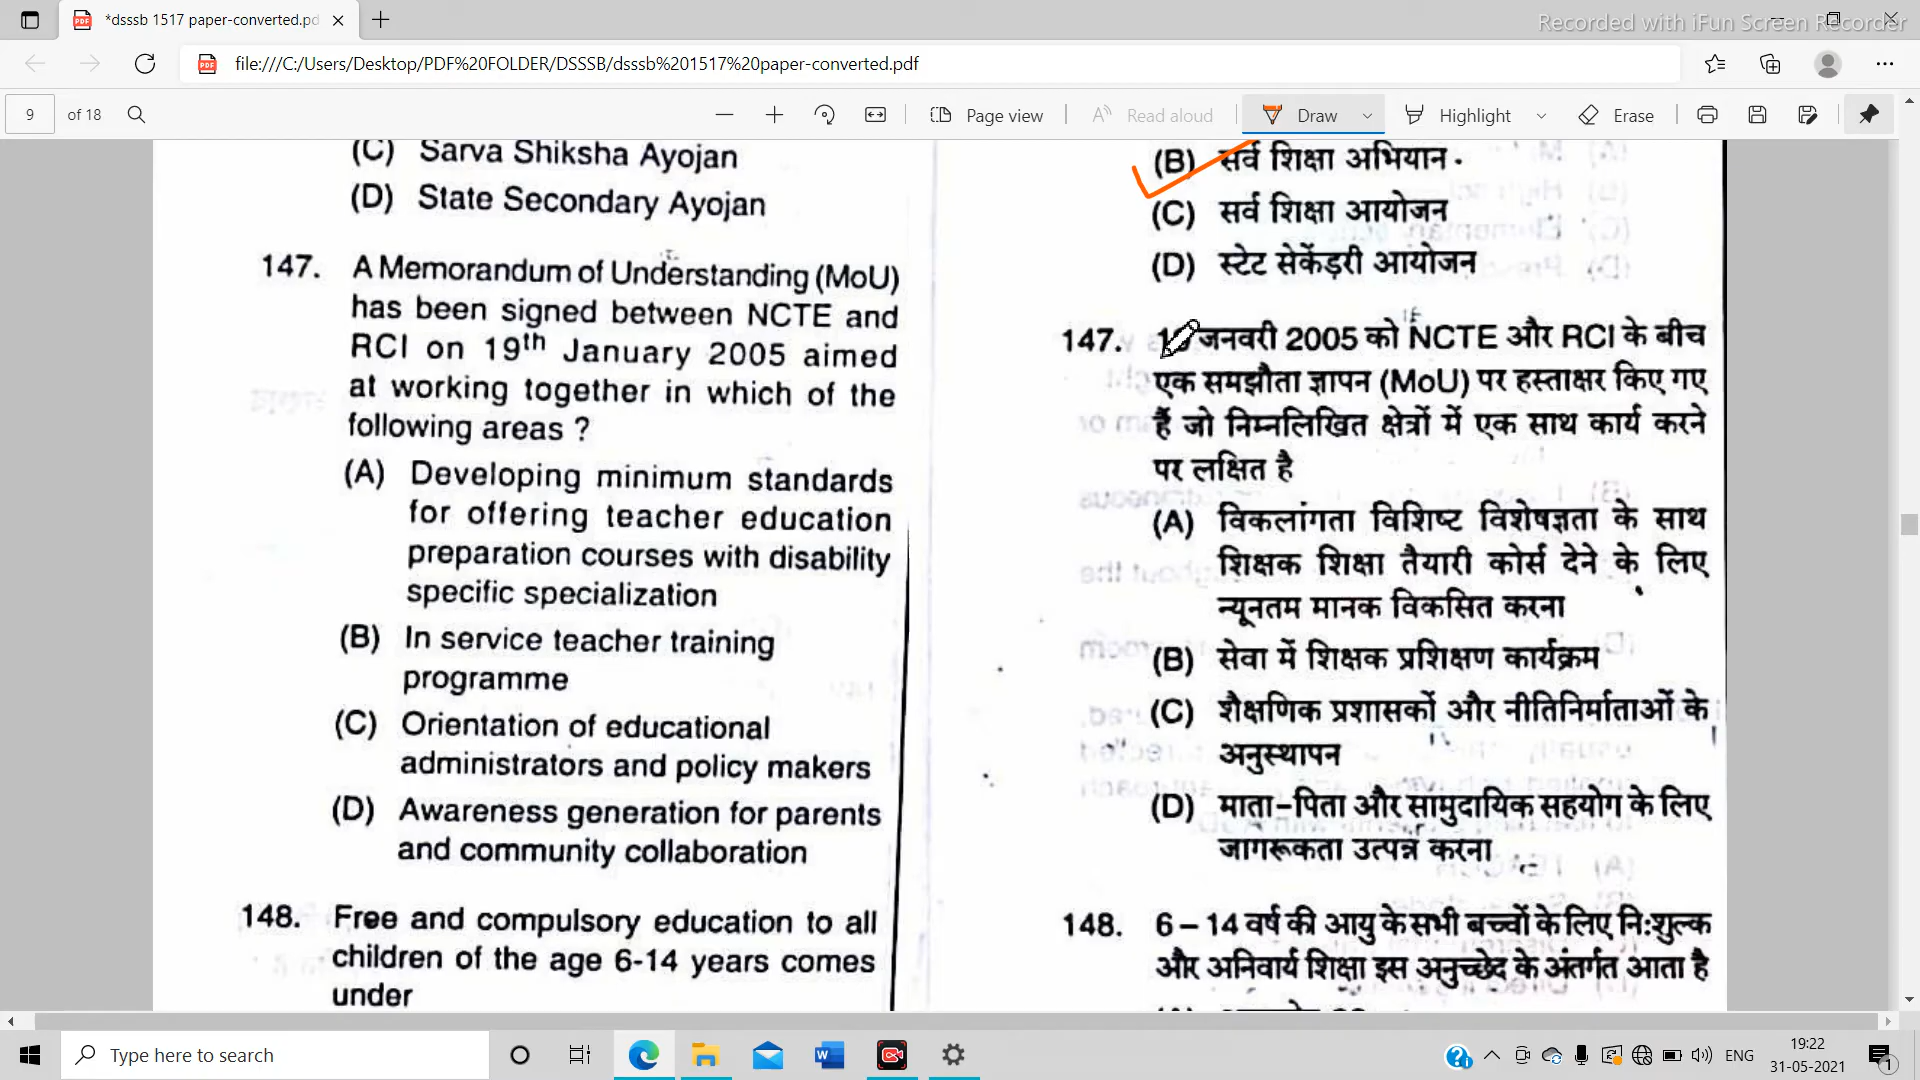 *dsssb 1517 paper-converted.pd
Recorded with iFun Screen Recorder
file:///C:/Users/Desktop/PDF%20FOLDER/DSSSB/dsssb%201517%20paper-converted.pdf
9 of 18
Page view
Read aloud
Draw
Highlight
Erase
(C) Sarva Shiksha Ayojan
(D) State Secondary Ayojan
147. A Memorandum of Understanding (MoU)
has been signed between NCTE and
RCI on 19th January 2005 aimed
at working together in which of the
following areas ?
(A) Developing minimum standards
for offering teacher education
preparation courses with disability
specific specialization
(B) In service teacher training
programme
(C) Orientation of educational
administrators and policy makers
(D) Awareness generation for parents
and community collaboration
148. Free and compulsory education to all
children of the age 6-14 years comes
under
(B) सर्व शिक्षा अभियान
(C) सर्व शिक्षा आयोजन
(D) स्टेट सेकेंड़री आयोजन
147. जनवरी 2005 को NCTE और RCI के बीच
एक समझौता ज्ञापन (MoU) पर हस्ताक्षर किए गए
हैं जो निम्नलिखित क्षेत्रों में एक साथ कार्य करने
पर लक्षित है
(A) विकलांगता विशिष्ट विशेषज्ञता के साथ
शिक्षक शिक्षा तैयारी कोर्स देने के लिए
न्यूनतम मानक विकसित करना
(B) सेवा में शिक्षक प्रशिक्षण कार्यक्रम
(C) शैक्षणिक प्रशासकों और नीतिनिर्माताओं के
अनुस्थापन
(D) माता-पिता और सामुदायिक सहयोग के लिए
जागरूकता उत्पन्न करना
148. 6 – 14 वर्ष की आयु के सभी बच्चों के लिए नि:शुल्क
और अनिवार्य शिक्षा इस अनुच्छेद के अंतर्गत आता है
Type here to search
ENG
19:22
31-05-2021
1